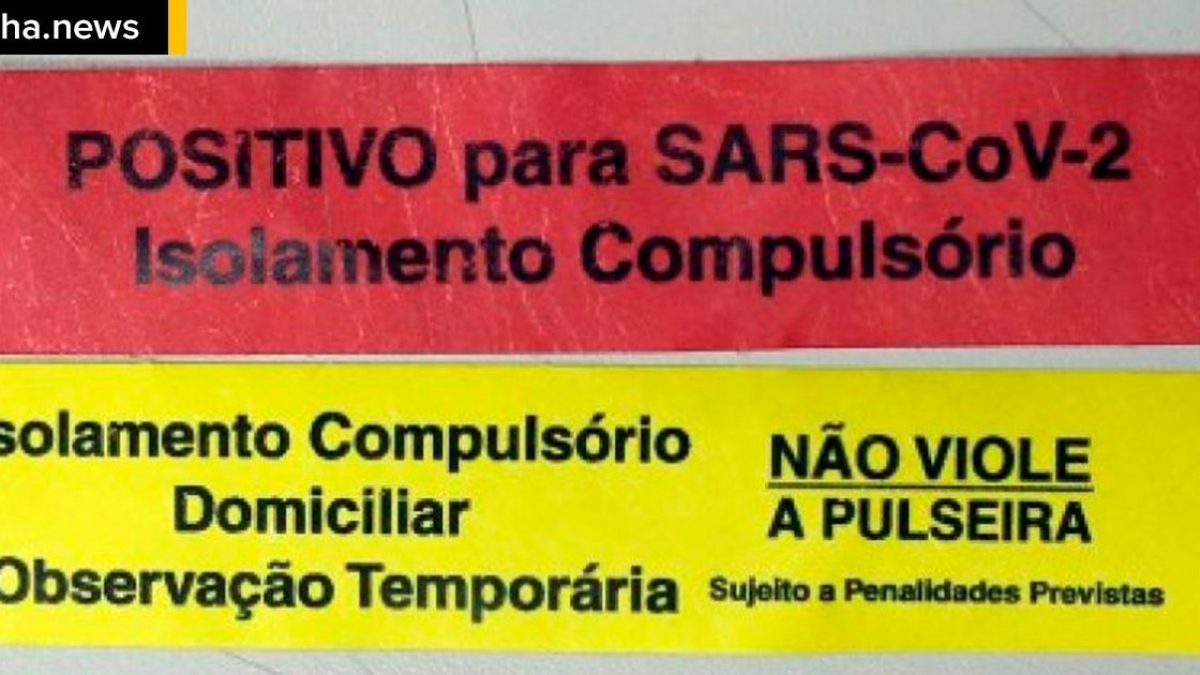 ha.news
POSITIVO para SARS-CoV-2
Isolamento Compulsório
solamento Compulsório
Domiciliar
Observação Temporária
NÃO VIOLE
A PULSEIRA
Sujeito a Penalidades Previstas